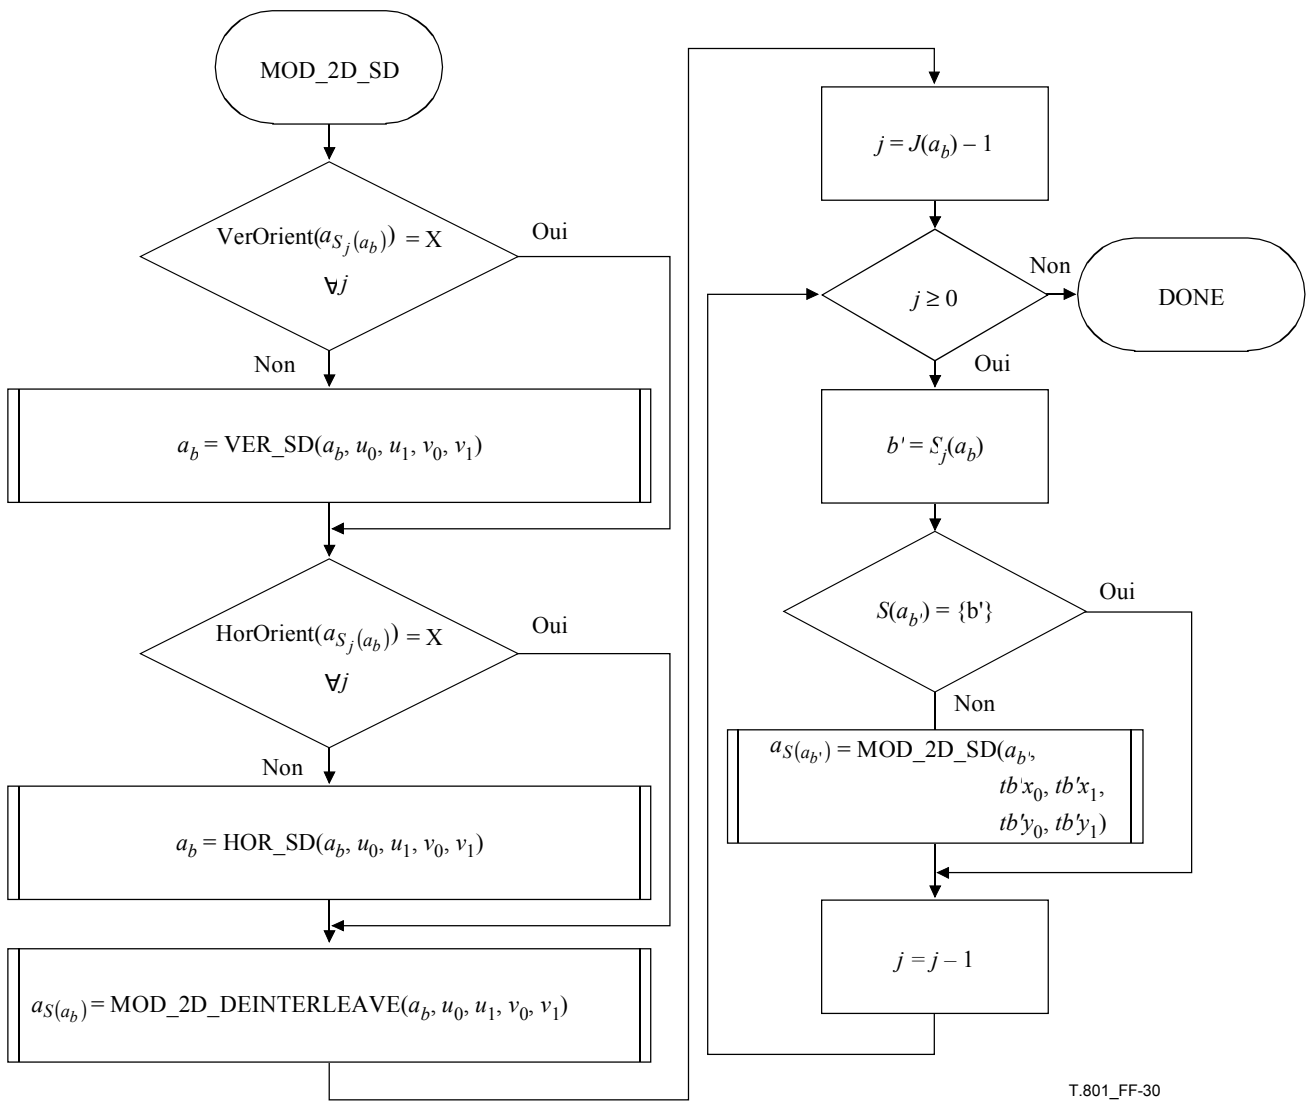 MOD_2D_SD
VerOrient(a_{S_j(a_b)}) = X
∀j
Oui
Non
a_b = VER_SD(a_b, u_0, u_1, v_0, v_1)
HorOrient(a_{S_j(a_b)}) = X
∀j
Oui
Non
a_b = HOR_SD(a_b, u_0, u_1, v_0, v_1)
a_{S(a_b)} = MOD_2D_DEINTERLEAVE(a_b, u_0, u_1, v_0, v_1)
j = J(a_b) – 1
j ≥ 0
Non
DONE
Oui
b' = S_j(a_b)
S(a_{b'}) = {b'}
Oui
Non
a_{S(a_{b'})} = MOD_2D_SD(a_{b'},
tb'x_0, tb'x_1,
tb'y_0, tb'y_1)
j = j – 1
T.801_FF-30